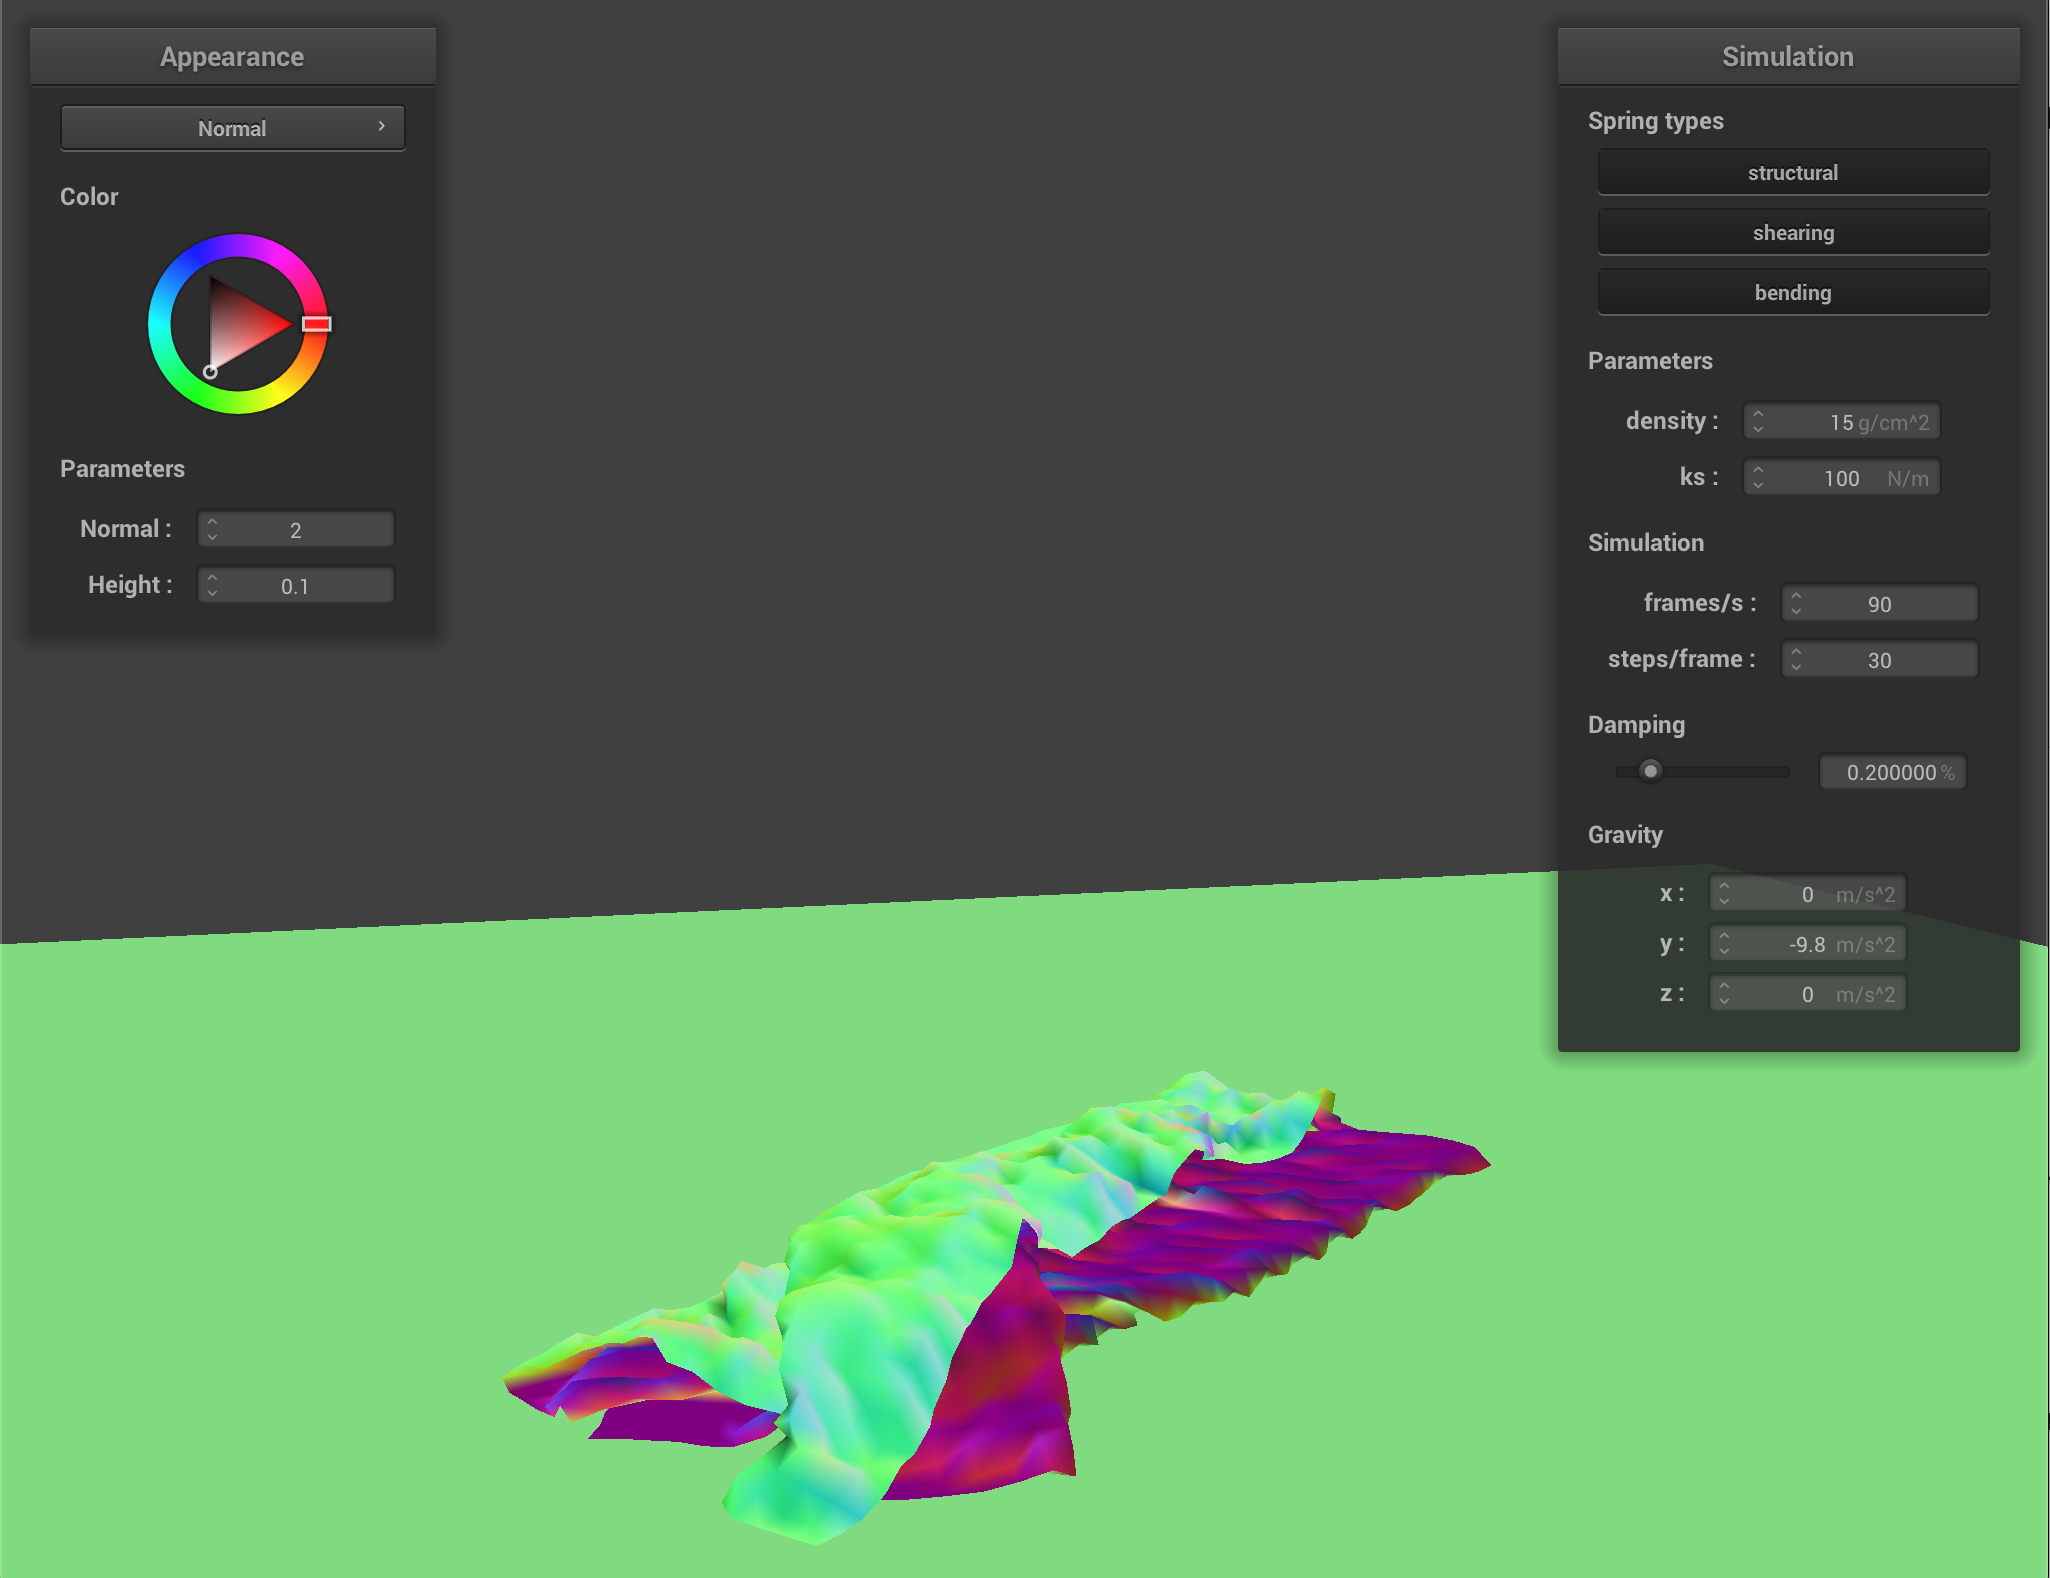 Appearance
Normal
Color
Parameters
Normal : 2
Height : 0.1
Simulation
Spring types
structural
shearing
bending
Parameters
density : 15 g/cm^2
ks : 100 N/m
Simulation
frames/s : 90
steps/frame : 30
Damping
0.200000 %
Gravity
x : 0 m/s^2
y : -9.8 m/s^2
z : 0 m/s^2